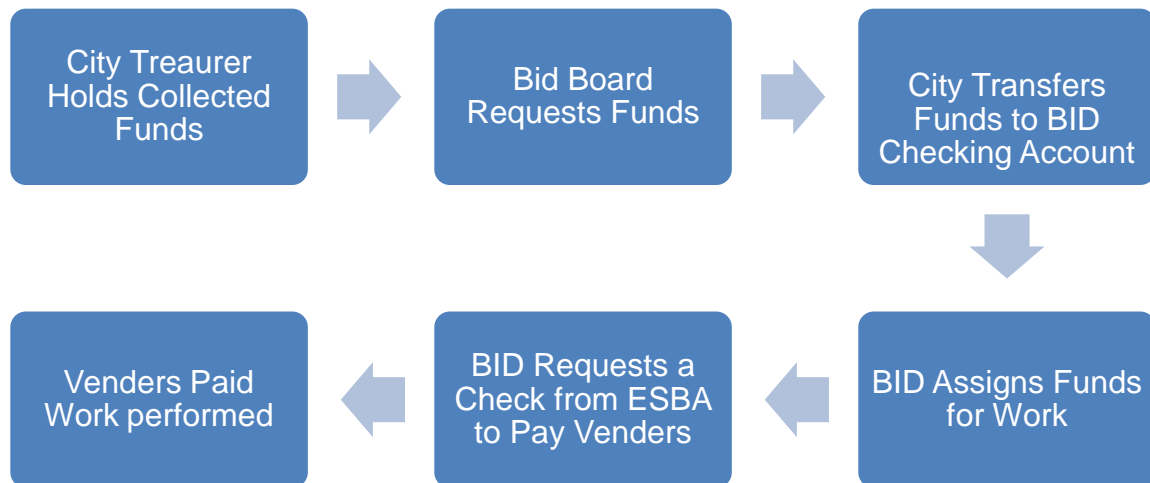 City Treaurer
Holds Collected
Funds
Bid Board
Requests Funds
City Transfers
Funds to BID
Checking Account
BID Assigns Funds
for Work
BID Requests a
Check from ESBA
to Pay Venders
Venders Paid
Work performed